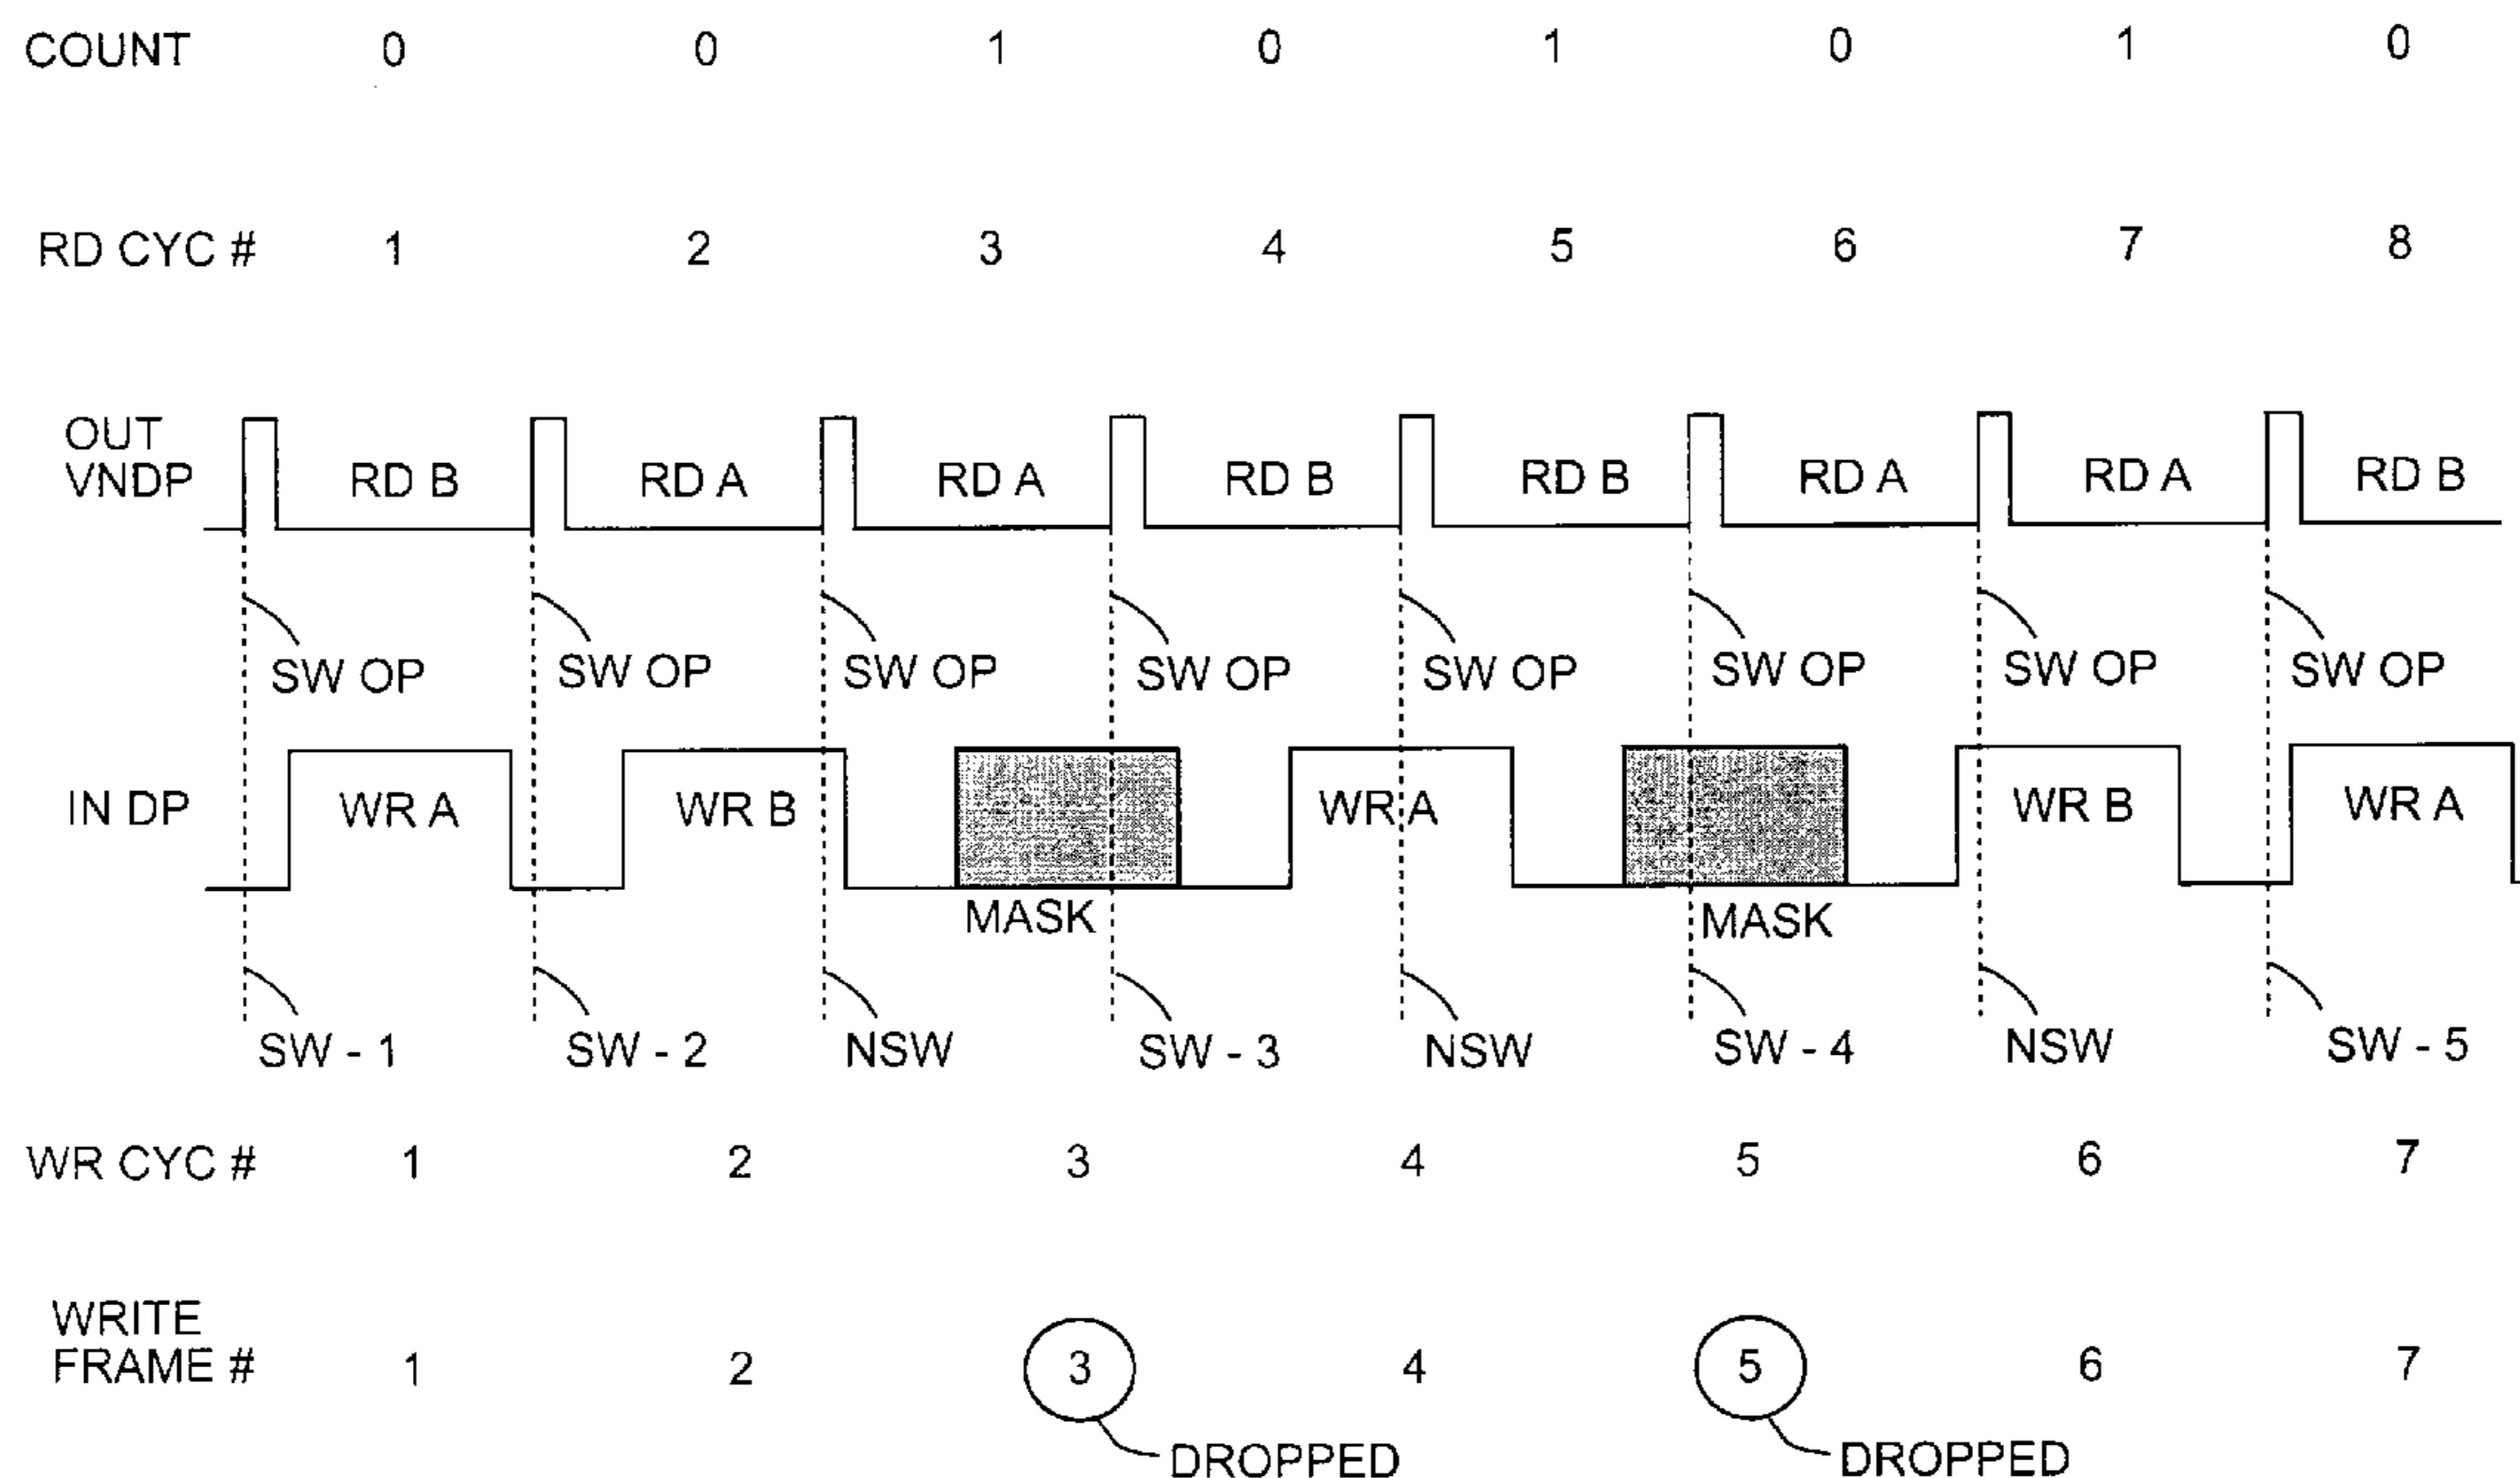 COUNT 0 0 1 0 1 0 1 0
RD CYC # 1 2 3 4 5 6 7 8
OUT
VNDP RD B RD A RD A RD B RD B RD A RD A RD B
SW OP SW OP SW OP SW OP SW OP SW OP SW OP SW OP
IN DP WR A WR B WR A WR B WR A
MASK MASK
SW - 1 SW - 2 NSW SW - 3 NSW SW - 4 NSW SW - 5
WR CYC # 1 2 3 4 5 6 7
WRITE
FRAME # 1 2 3 4 5 6 7
DROPPED DROPPED